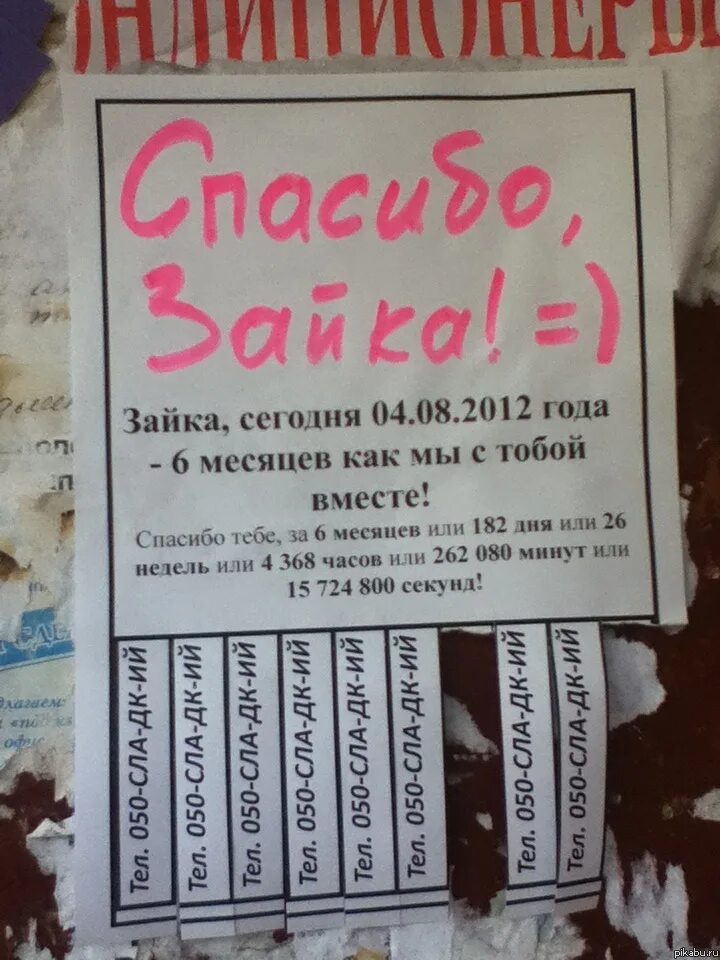 Спасибо,
Зайка! =)
Зайка, сегодня 04.08.2012 года
- 6 месяцев как мы с тобой
вместе!
Спасибо тебе, за 6 месяцев или 182 дня или 26
недель или 4 368 часов или 262 080 минут или
15 724 800 секунд!
Тел. 050-СЛА-ДК-ИЙ
Тел. 050-СЛА-ДК-ИЙ
Тел. 050-СЛА-ДК-ИЙ
Тел. 050-СЛА-ДК-ИЙ
Тел. 050-СЛА-ДК-ИЙ
Тел. 050-СЛА-ДК-ИЙ
Тел. 050-СЛА-ДК-ИЙ
Тел. 050-СЛА-ДК-ИЙ
pikabu.ru